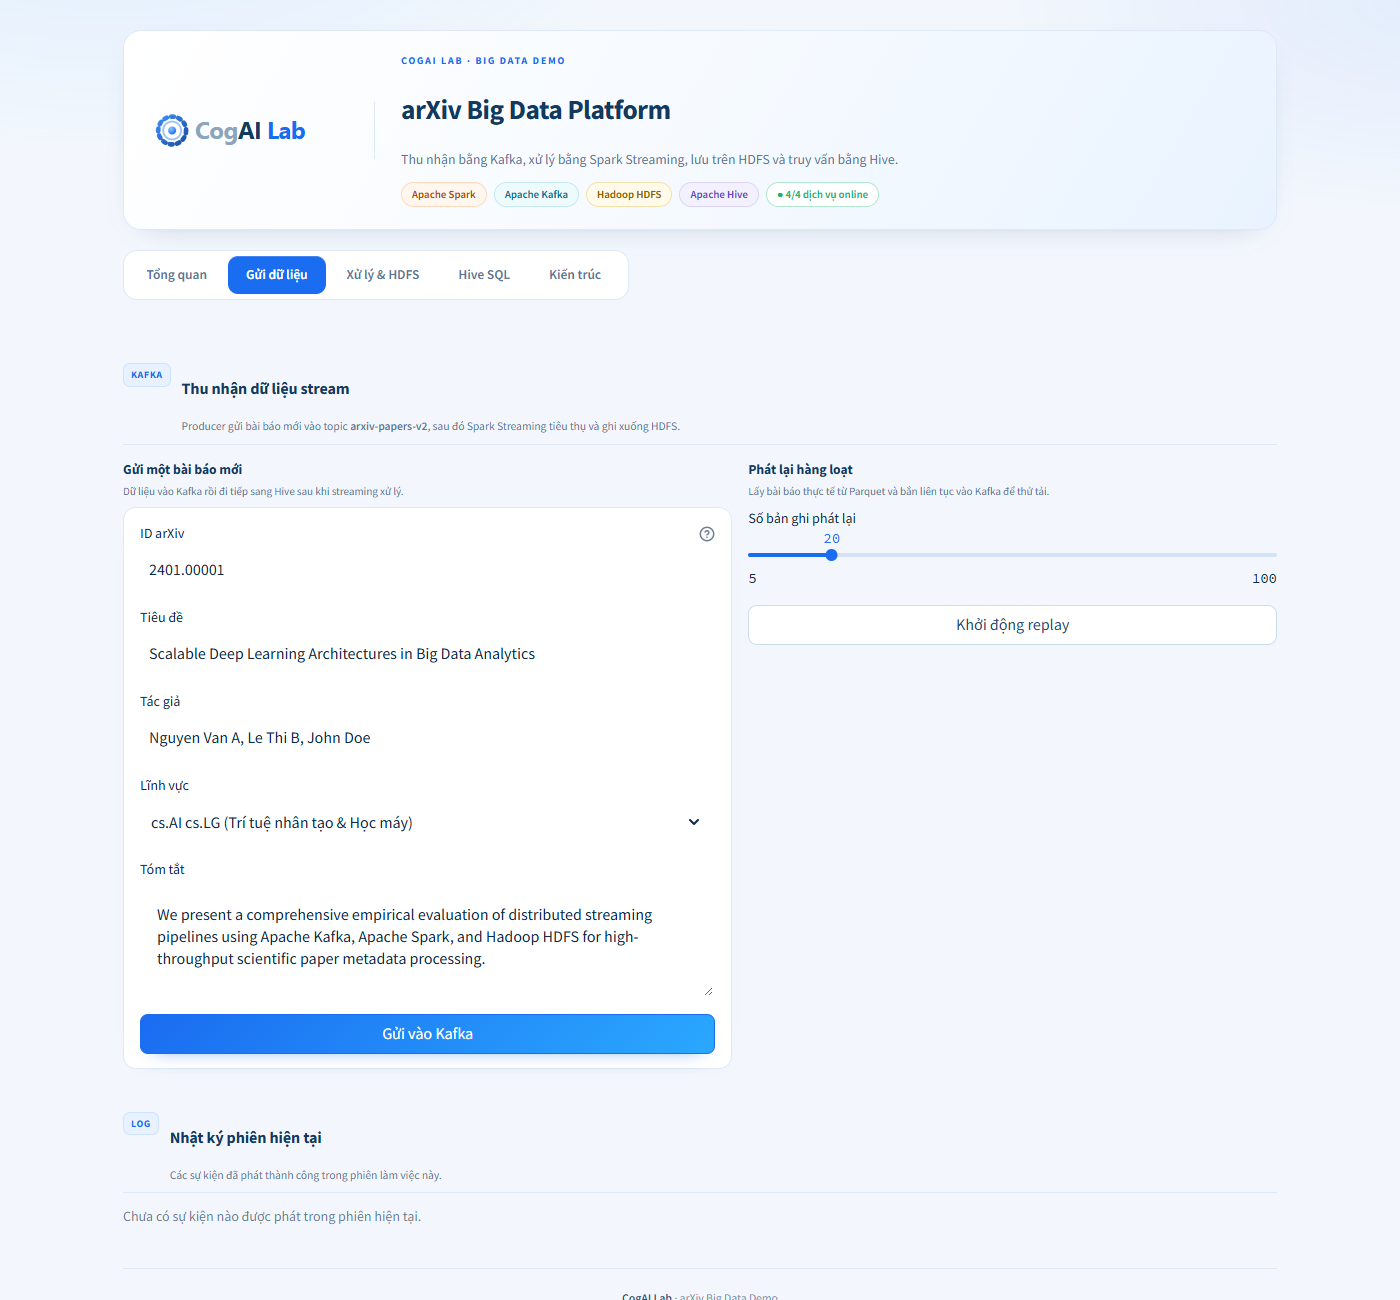 COGAI LAB · BIG DATA DEMO
CogAI Lab
arXiv Big Data Platform
Thu nhận bằng Kafka, xử lý bằng Spark Streaming, lưu trên HDFS và truy vấn bằng Hive.
Apache Spark
Apache Kafka
Hadoop HDFS
Apache Hive
● 4/4 dịch vụ online
Tổng quan
Gửi dữ liệu
Xử lý & HDFS
Hive SQL
Kiến trúc
KAFKA
Thu nhận dữ liệu stream
Producer gửi bài báo mới vào topic arxiv-papers-v2, sau đó Spark Streaming tiêu thụ và ghi xuống HDFS.
Gửi một bài báo mới
Dữ liệu vào Kafka rồi đi tiếp sang Hive sau khi streaming xử lý.
ID arXiv
2401.00001
Tiêu đề
Scalable Deep Learning Architectures in Big Data Analytics
Tác giả
Nguyen Van A, Le Thi B, John Doe
Lĩnh vực
cs.AI cs.LG (Trí tuệ nhân tạo & Học máy)
Tóm tắt
We present a comprehensive empirical evaluation of distributed streaming
pipelines using Apache Kafka, Apache Spark, and Hadoop HDFS for high-
throughput scientific paper metadata processing.
Gửi vào Kafka
Phát lại hàng loạt
Lấy bài báo thực tế từ Parquet và bắn liên tục vào Kafka để thử tải.
Số bản ghi phát lại
20
5
100
Khởi động replay
LOG
Nhật ký phiên hiện tại
Các sự kiện đã phát thành công trong phiên làm việc này.
Chưa có sự kiện nào được phát trong phiên hiện tại.
CogAI Lab · arXiv Big Data Demo